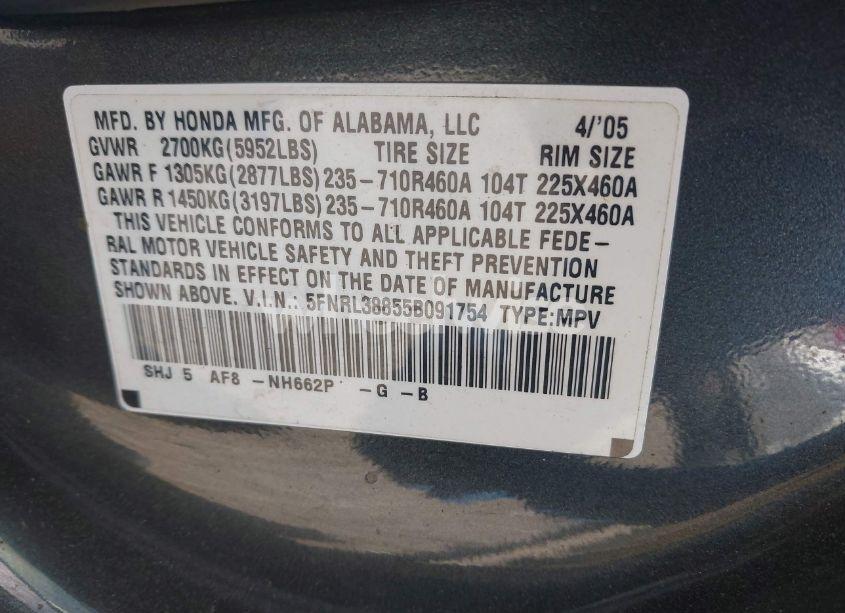 MFD. BY HONDA MFG. OF ALABAMA, LLC 4/'05
GVWR 2700KG(5952LBS) TIRE SIZE RIM SIZE
GAWR F 1305KG(2877LBS) 235-710R460A 104T 225X460A
GAWR R 1450KG(3197LBS) 235-710R460A 104T 225X460A
THIS VEHICLE CONFORMS TO ALL APPLICABLE FEDE-
RAL MOTOR VEHICLE SAFETY AND THEFT PREVENTION
STANDARDS IN EFFECT ON THE DATE OF MANUFACTURE
SHOWN ABOVE. V.I.N.: 5FNRL38855B091754 TYPE:MPV
SHJ 5 AF8 -NH662P -G -B